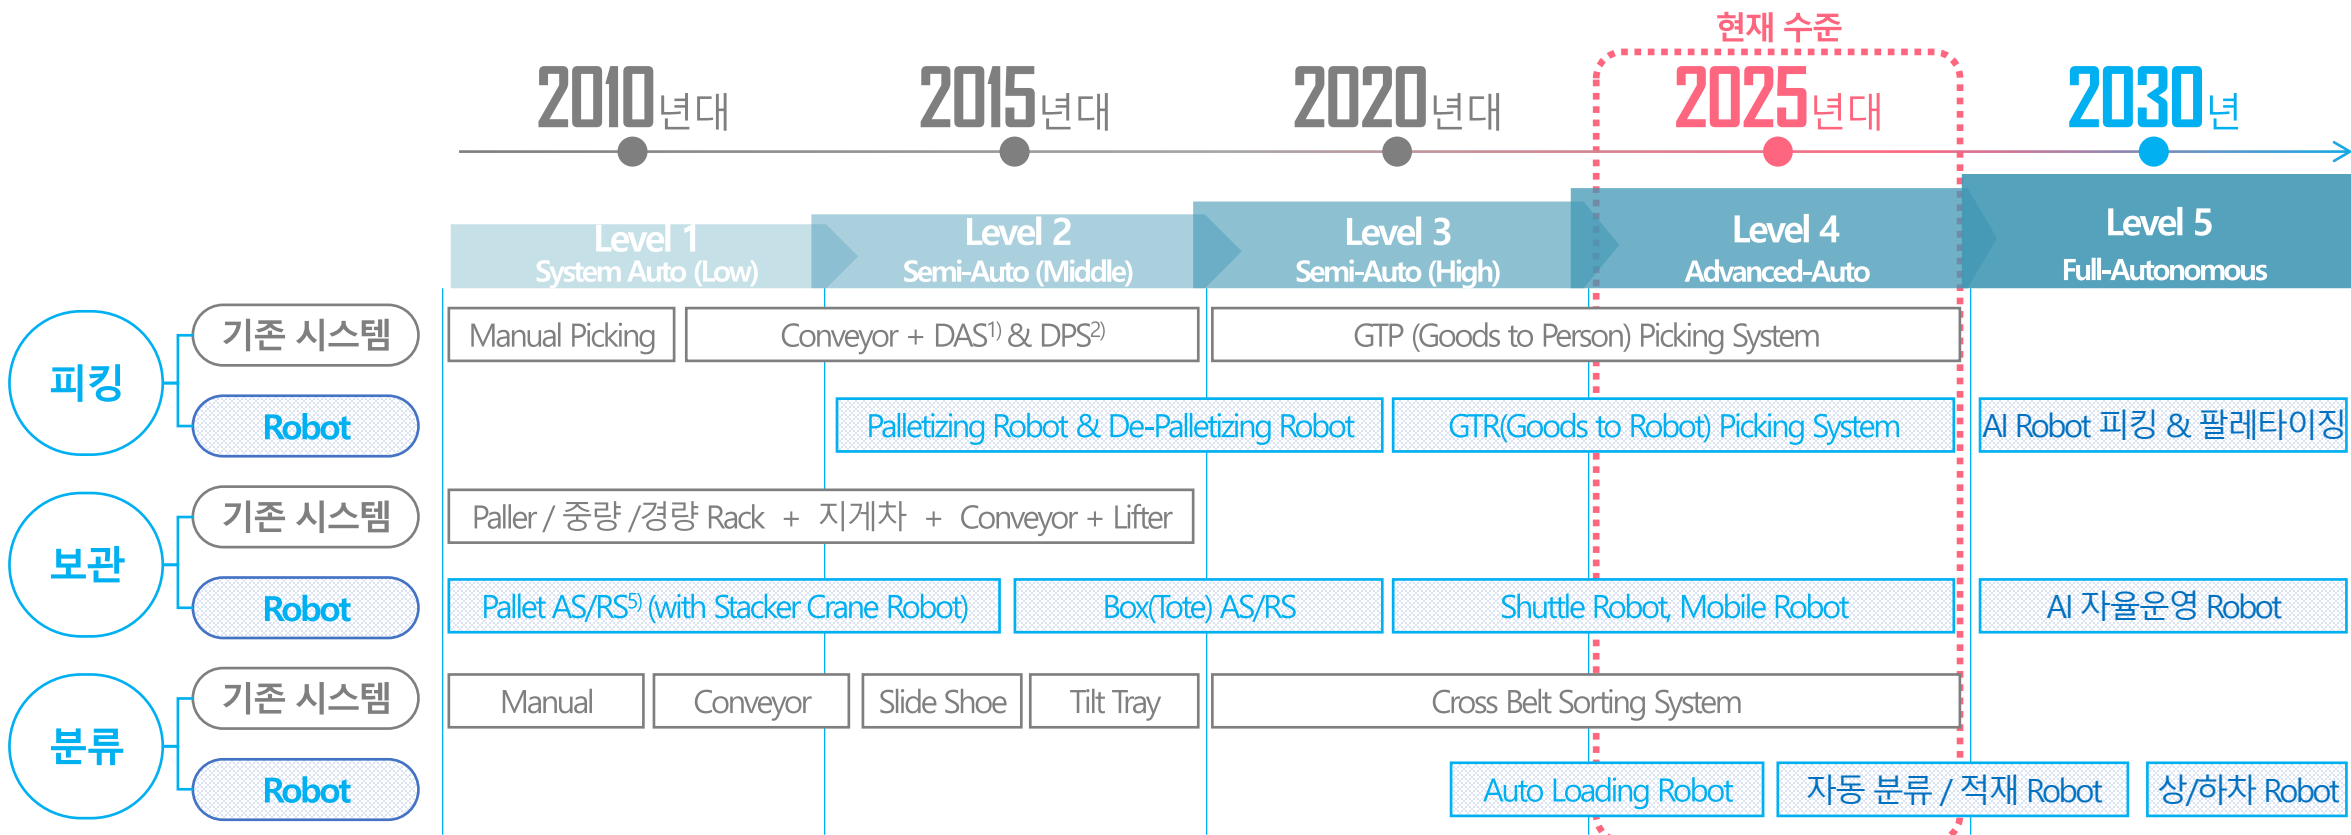 현재 수준
2010년대
2015년대
2020년대
2025년대
2030년
Level 1
System Auto (Low)
Level 2
Semi-Auto (Middle)
Level 3
Semi-Auto (High)
Level 4
Advanced-Auto
Level 5
Full-Autonomous
피킹
기존 시스템
Manual Picking
Conveyor + DAS1) & DPS2)
GTP (Goods to Person) Picking System
Robot
Palletizing Robot & De-Palletizing Robot
GTR(Goods to Robot) Picking System
AI Robot 피킹 & 팔레타이징
보관
기존 시스템
Paller / 중량 /경량 Rack + 지게차 + Conveyor + Lifter
Robot
Pallet AS/RS5) (with Stacker Crane Robot)
Box(Tote) AS/RS
Shuttle Robot, Mobile Robot
AI 자율운영 Robot
분류
기존 시스템
Manual
Conveyor
Slide Shoe
Tilt Tray
Cross Belt Sorting System
Robot
Auto Loading Robot
자동 분류 / 적재 Robot
상/하차 Robot